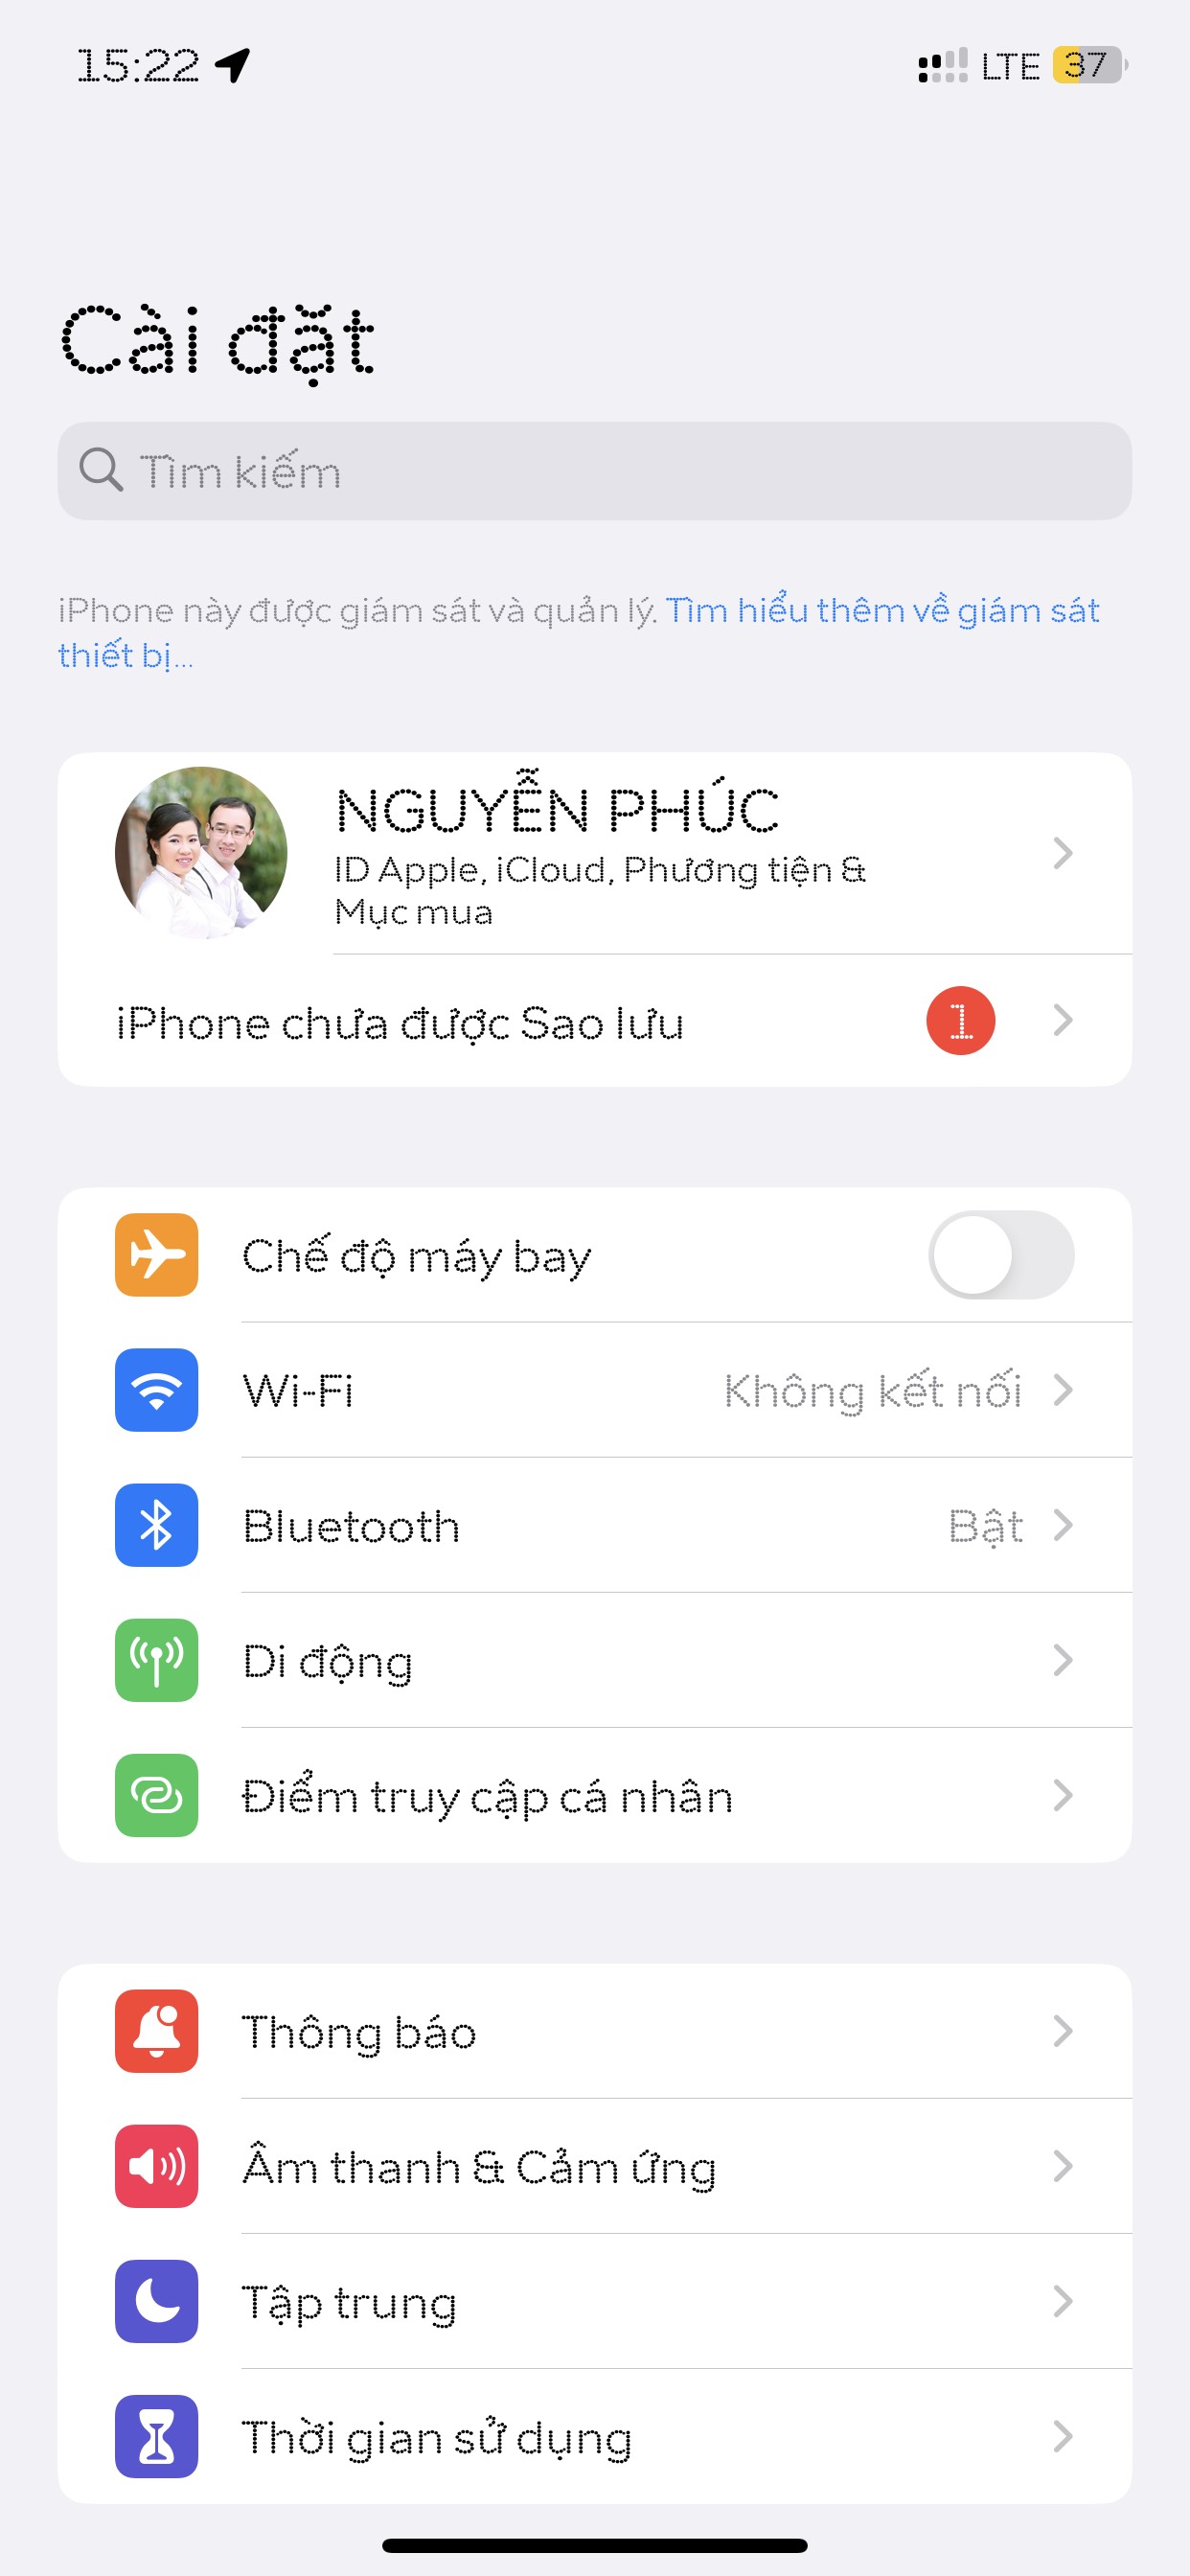 15:22
LTE 37
Cài đặt
Tìm kiếm
iPhone này được giám sát và quản lý. Tìm hiểu thêm về giám sát
thiết bị...
NGUYỄN PHÚC
ID Apple, iCloud, Phương tiện &
Mục mua
iPhone chưa được Sao lưu 1
Chế độ máy bay
Wi-Fi Không kết nối
Bluetooth Bật
Di động
Điểm truy cập cá nhân
Thông báo
Âm thanh & Cảm ứng
Tập trung
Thời gian sử dụng